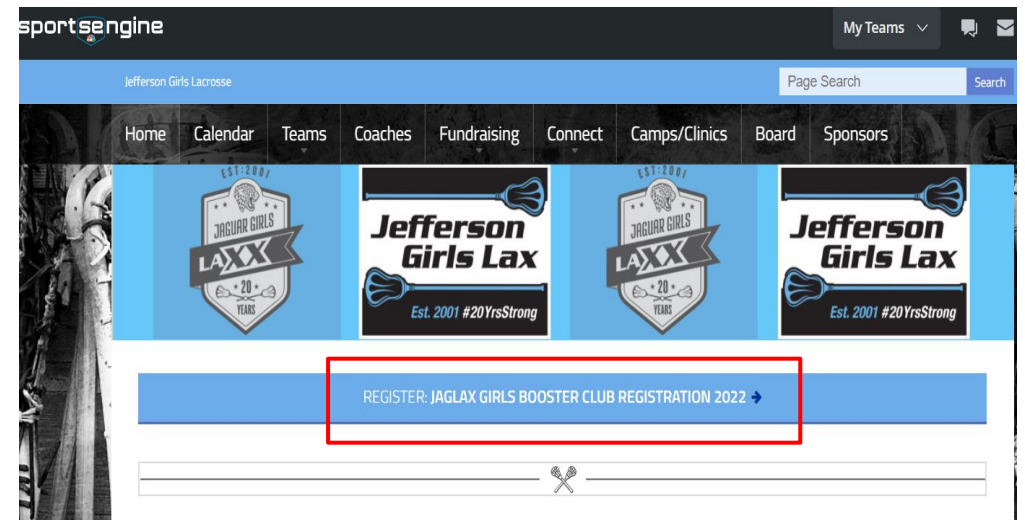 sportsengine
My Teams
Jefferson Girls Lacrosse
Page Search
Search
Home Calendar Teams Coaches Fundraising Connect Camps/Clinics Board Sponsors
EST:2001
JAGUAR GIRLS
LAXX
20
YEARS
Jefferson
Girls Lax
Est. 2001 #20YrsStrong
EST:2001
JAGUAR GIRLS
LAXX
20
YEARS
Jefferson
Girls Lax
Est. 2001 #20YrsStrong
REGISTER: JAGLAX GIRLS BOOSTER CLUB REGISTRATION 2022